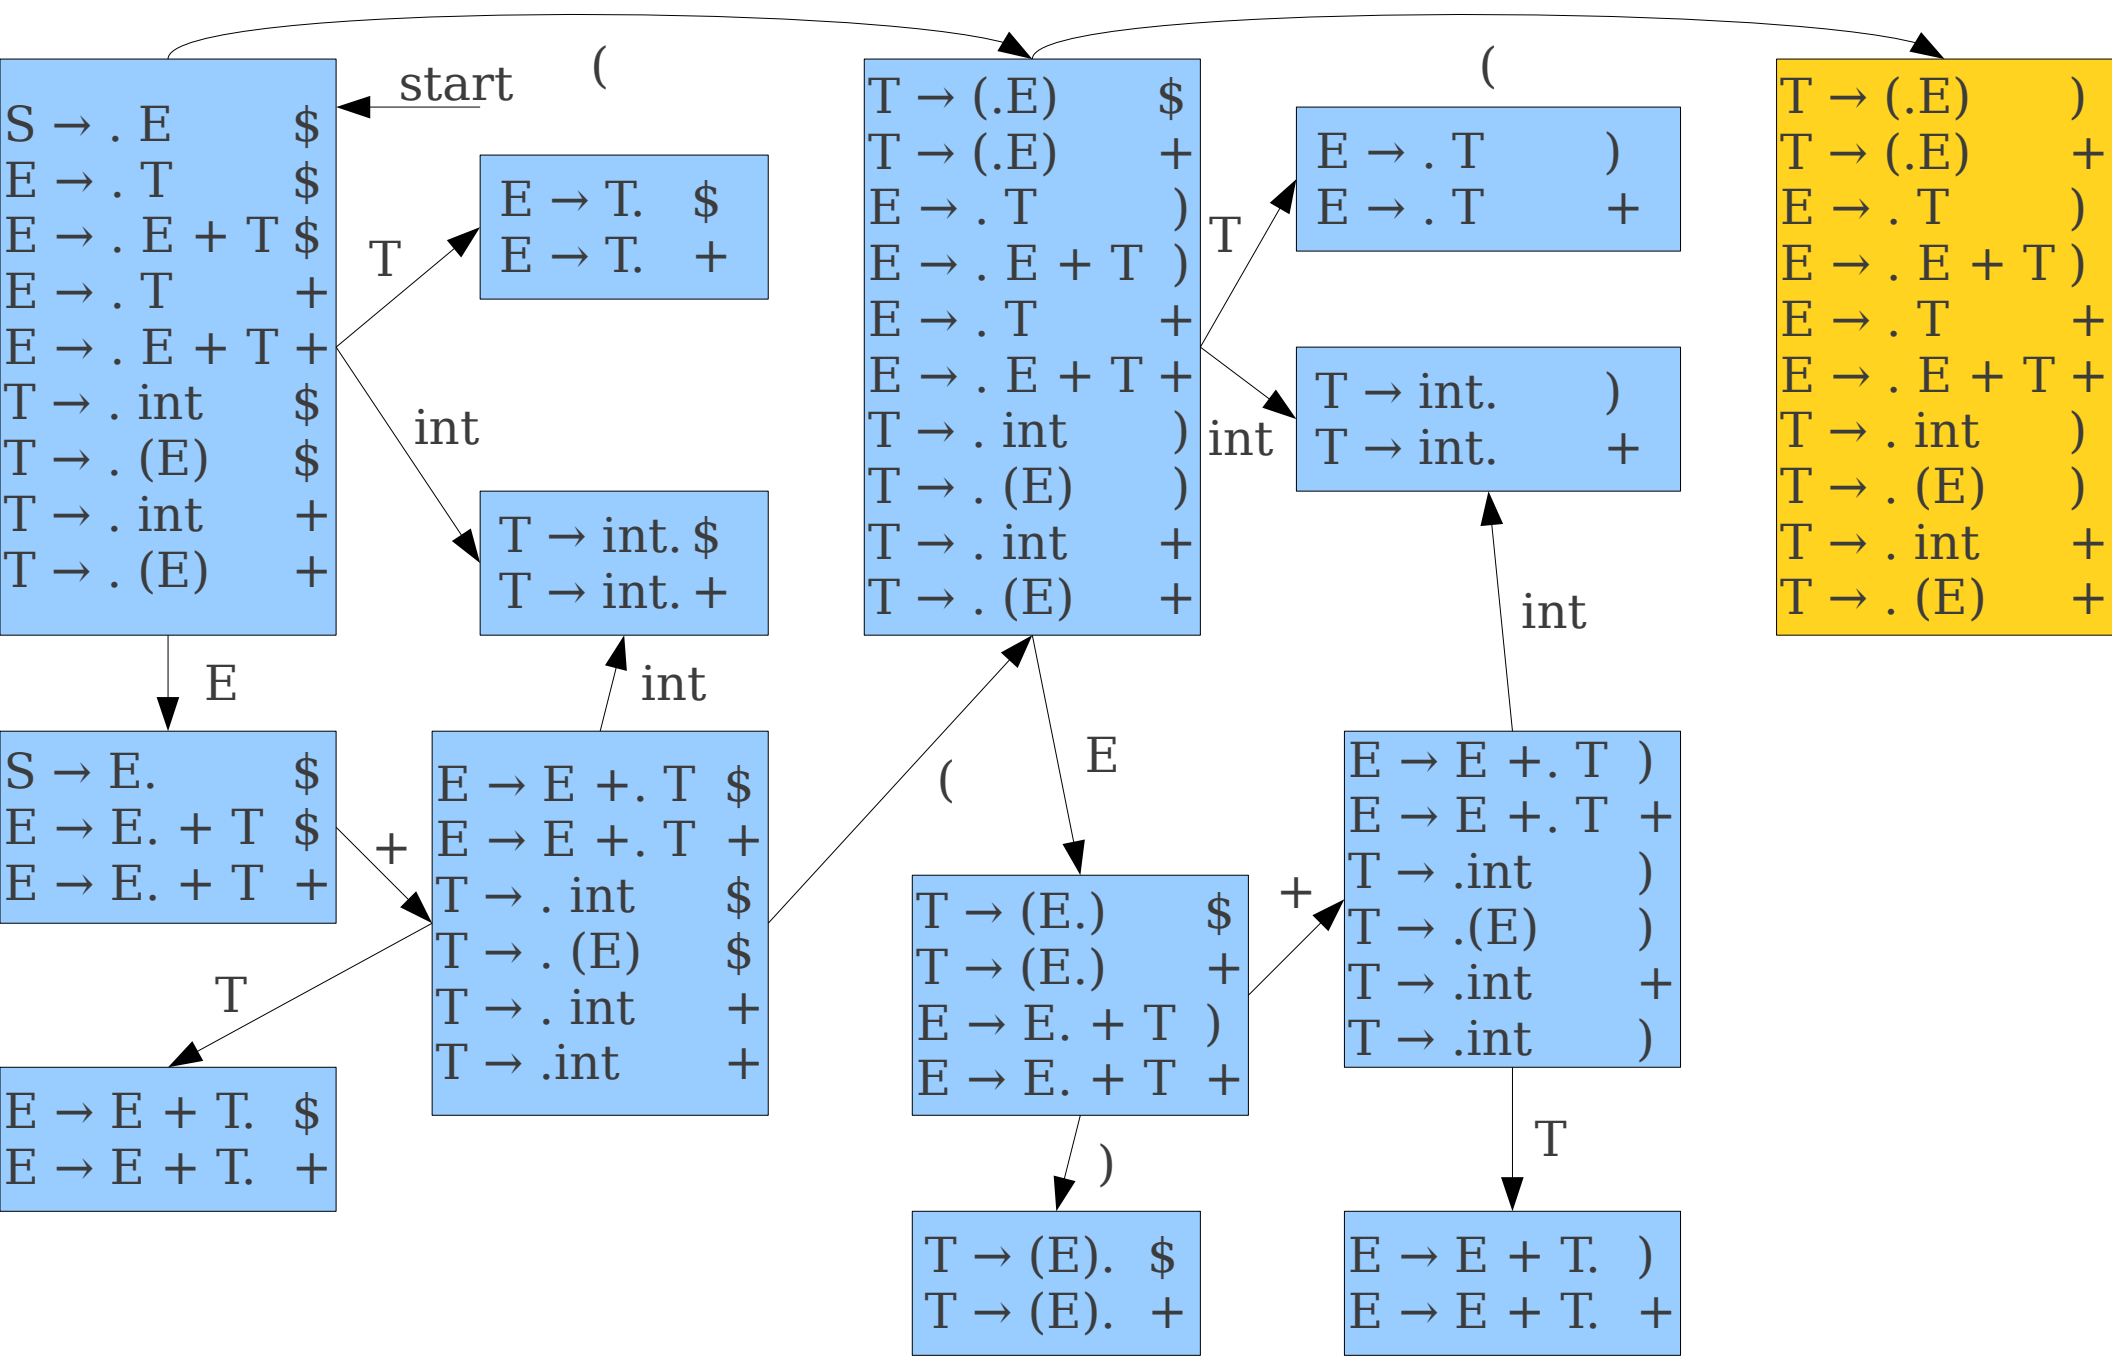 (
(
start
S → . E $
E → . T $
E → . E + T $
E → . T +
E → . E + T +
T → . int $
T → . (E) $
T → . int +
T → . (E) +
T
E → T. $
E → T. +
int
T → int. $
T → int. +
T → (.E) $
T → (.E) +
E → . T )
E → . E + T )
E → . T +
E → . E + T +
T → . int )
T → . (E) )
T → . int +
T → . (E) +
T
E → . T )
E → . T +
int
T → int. )
T → int. +
T → (.E) )
T → (.E) +
E → . T )
E → . E + T )
E → . T +
E → . E + T +
T → . int )
T → . (E) )
T → . int +
T → . (E) +
E
int
int
S → E. $
E → E. + T $
E → E. + T +
+
E → E +. T $
E → E +. T +
T → . int $
T → . (E) $
T → . int +
T → .int +
(
E
T → (E.) $
T → (E.) +
E → E. + T )
E → E. + T +
+
E → E +. T )
E → E +. T +
T → .int )
T → .(E) )
T → .int +
T → .int )
T
E → E + T. $
E → E + T. +
)
T → (E). $
T → (E). +
T
E → E + T. )
E → E + T. +